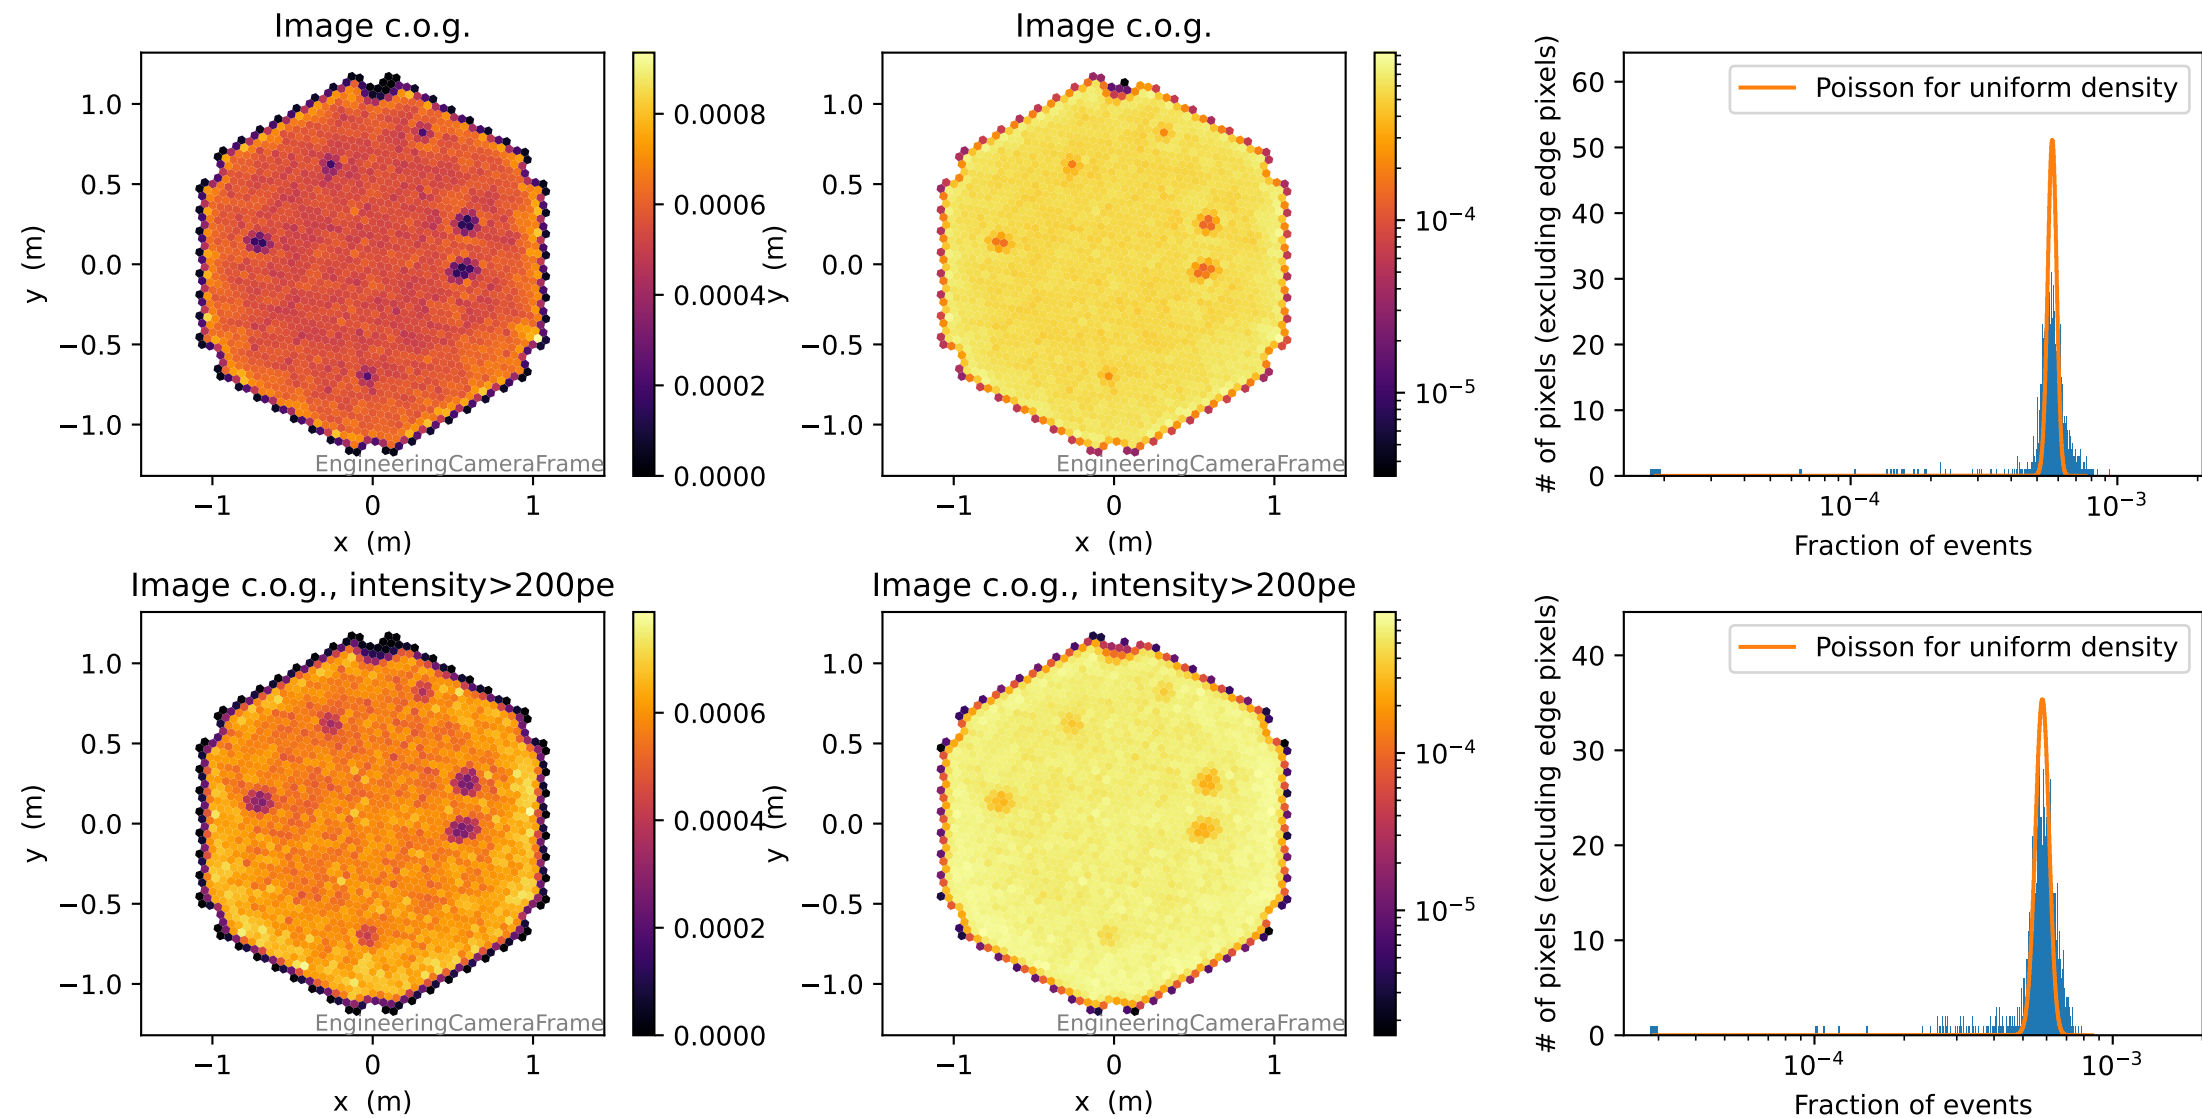 Image c.o.g.
1.0
0.5
0.0
−0.5
−1.0
y (m)
−1
0
1
x (m)
EngineeringCameraFrame
0.0008
0.0006
0.0004
0.0002
0.0000
Image c.o.g.
1.0
0.5
0.0
−0.5
−1.0
y (m)
−1
0
1
x (m)
EngineeringCameraFrame
10⁻⁴
10⁻⁵
Poisson for uniform density
60
50
40
30
20
10
0
# of pixels (excluding edge pixels)
10⁻⁴
10⁻³
Fraction of events
Image c.o.g., intensity>200pe
1.0
0.5
0.0
−0.5
−1.0
y (m)
−1
0
1
x (m)
EngineeringCameraFrame
0.0006
0.0004
0.0002
0.0000
Image c.o.g., intensity>200pe
1.0
0.5
0.0
−0.5
−1.0
y (m)
−1
0
1
x (m)
EngineeringCameraFrame
10⁻⁴
10⁻⁵
Poisson for uniform density
40
30
20
10
0
# of pixels (excluding edge pixels)
10⁻⁴
10⁻³
Fraction of events